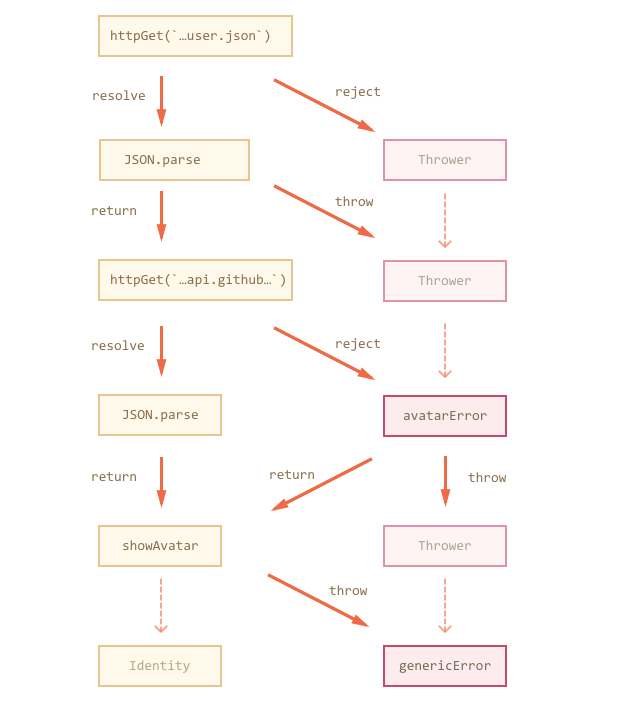 httpGet(`…user.json`)
resolve
reject
JSON.parse
Thrower
return
throw
httpGet(`…api.github…`)
Thrower
resolve
reject
JSON.parse
avatarError
return
return
throw
showAvatar
Thrower
throw
Identity
genericError